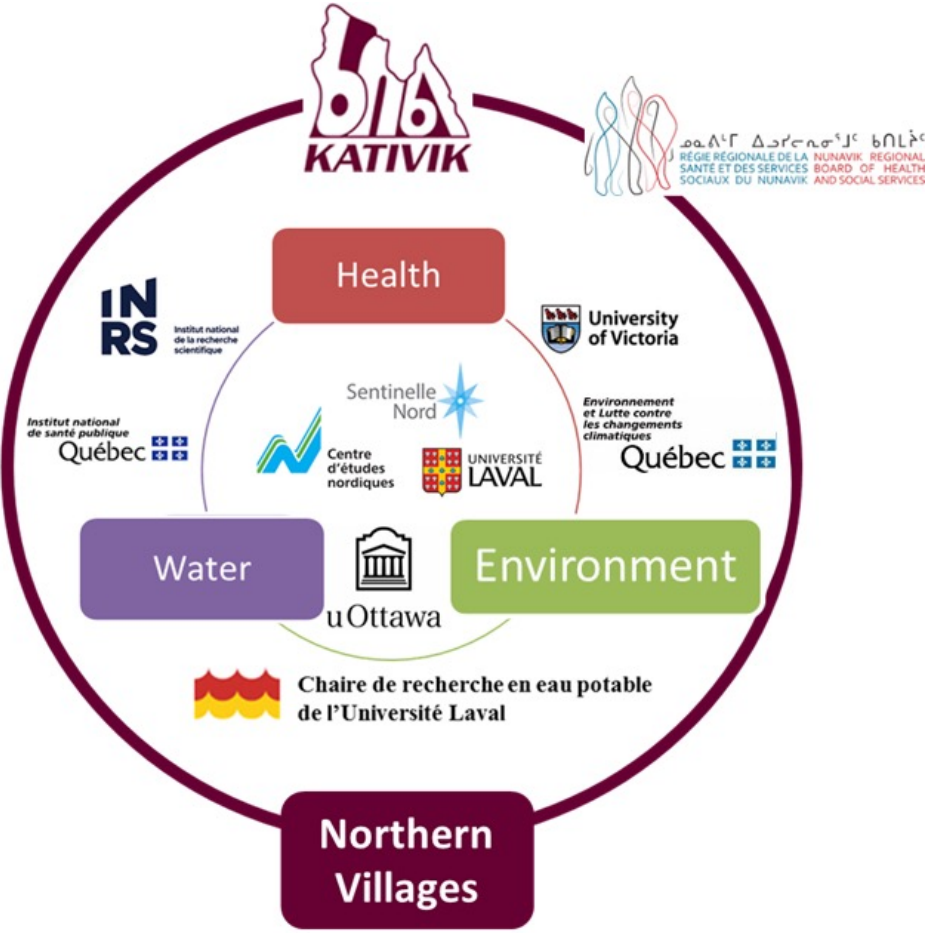 ᑲᑎᕕᒃ
KATIVIK
ᓄᓇᕕᒻᒥ ᐃᓗᓯᓕᕆᓂᕐᒧᑦ ᑲᑎᒪᔩᑦ
RÉGIE RÉGIONALE DE LA NUNAVIK REGIONAL
SANTÉ ET DES SERVICES BOARD OF HEALTH
SOCIAUX DU NUNAVIK AND SOCIAL SERVICES
Health
INRS
Institut national
de la recherche
scientifique
University
of Victoria
Sentinelle
Nord
Institut national
de santé publique
Québec
Environnement
et Lutte contre
les changements
climatiques
Québec
Centre
d'études
nordiques
UNIVERSITÉ
LAVAL
Water
Environment
uOttawa
Chaire de recherche en eau potable
de l'Université Laval
Northern
Villages